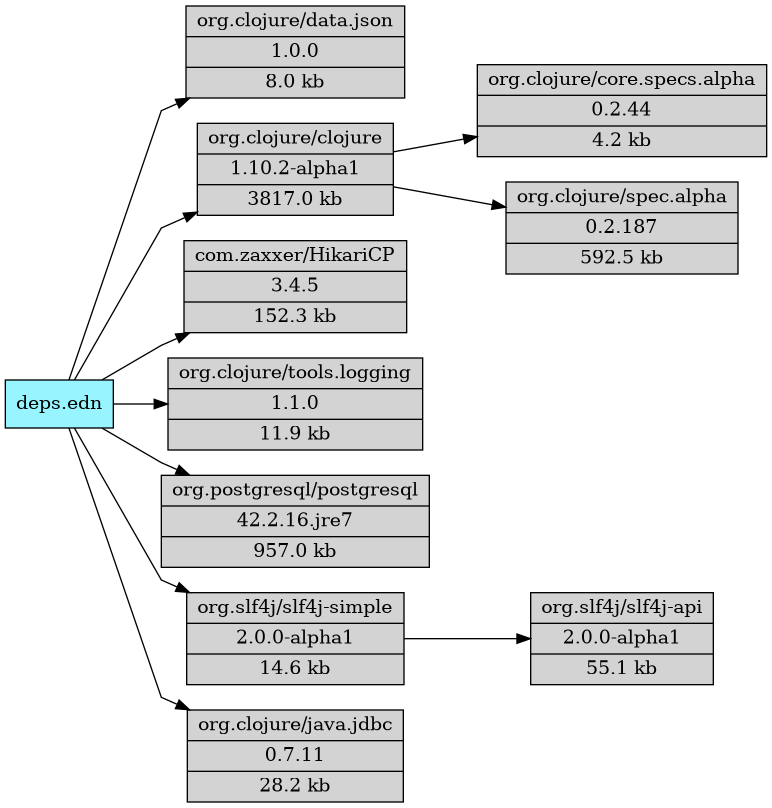 org.clojure/data.json
1.0.0
8.0 kb
org.clojure/core.specs.alpha
0.2.44
4.2 kb
org.clojure/clojure
1.10.2-alpha1
3817.0 kb
org.clojure/spec.alpha
0.2.187
592.5 kb
com.zaxxer/HikariCP
3.4.5
152.3 kb
deps.edn
org.clojure/tools.logging
1.1.0
11.9 kb
org.postgresql/postgresql
42.2.16.jre7
957.0 kb
org.slf4j/slf4j-simple
2.0.0-alpha1
14.6 kb
org.slf4j/slf4j-api
2.0.0-alpha1
55.1 kb
org.clojure/java.jdbc
0.7.11
28.2 kb